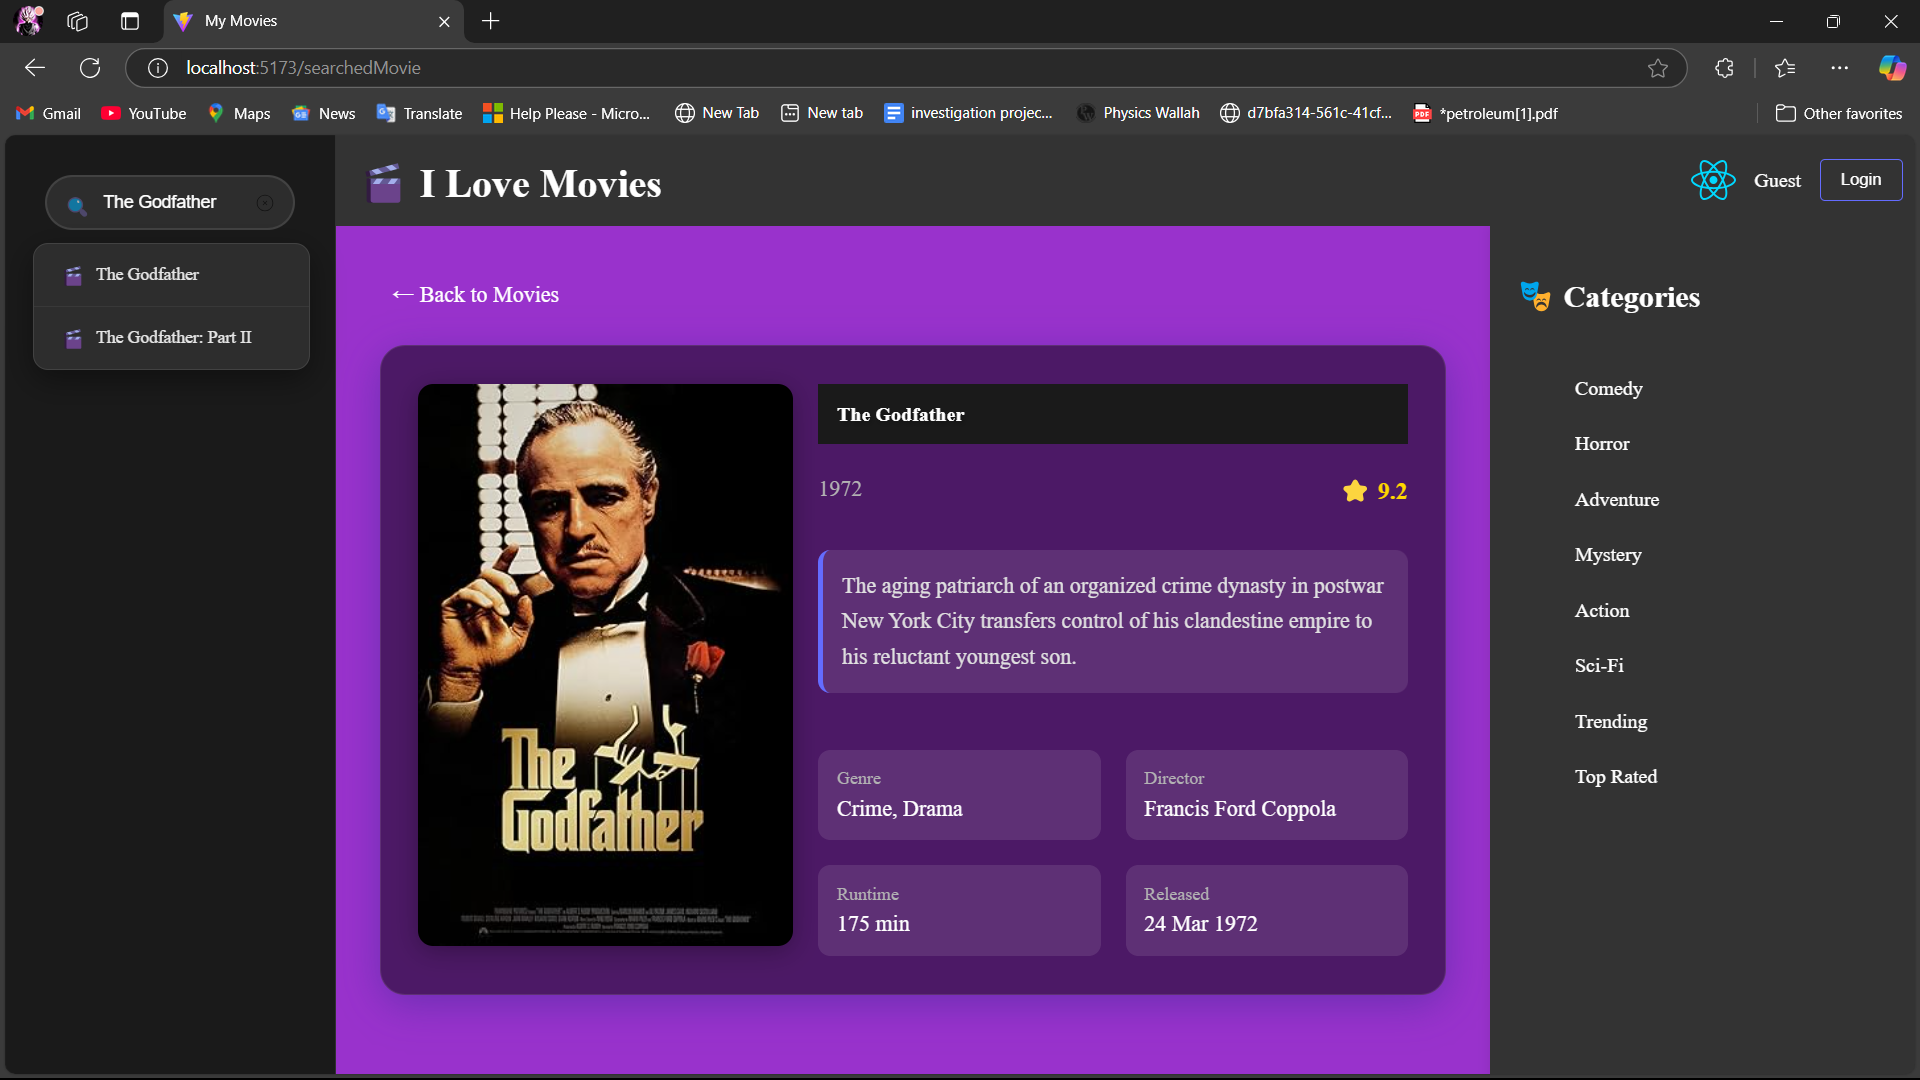 My Movies
localhost:5173/searchedMovie
Gmail
YouTube
Maps
News
Translate
Help Please - Micro...
New Tab
New tab
investigation projec...
Physics Wallah
d7bfa314-561c-41cf...
PDF
*petroleum[1].pdf
Other favorites
The Godfather
The Godfather
The Godfather: Part II
I Love Movies
Guest
Login
← Back to Movies
The Godfather
The Godfather
1972
9.2
The aging patriarch of an organized crime dynasty in postwar
New York City transfers control of his clandestine empire to
his reluctant youngest son.
Genre
Crime, Drama
Director
Francis Ford Coppola
Runtime
175 min
Released
24 Mar 1972
Categories
Comedy
Horror
Adventure
Mystery
Action
Sci-Fi
Trending
Top Rated